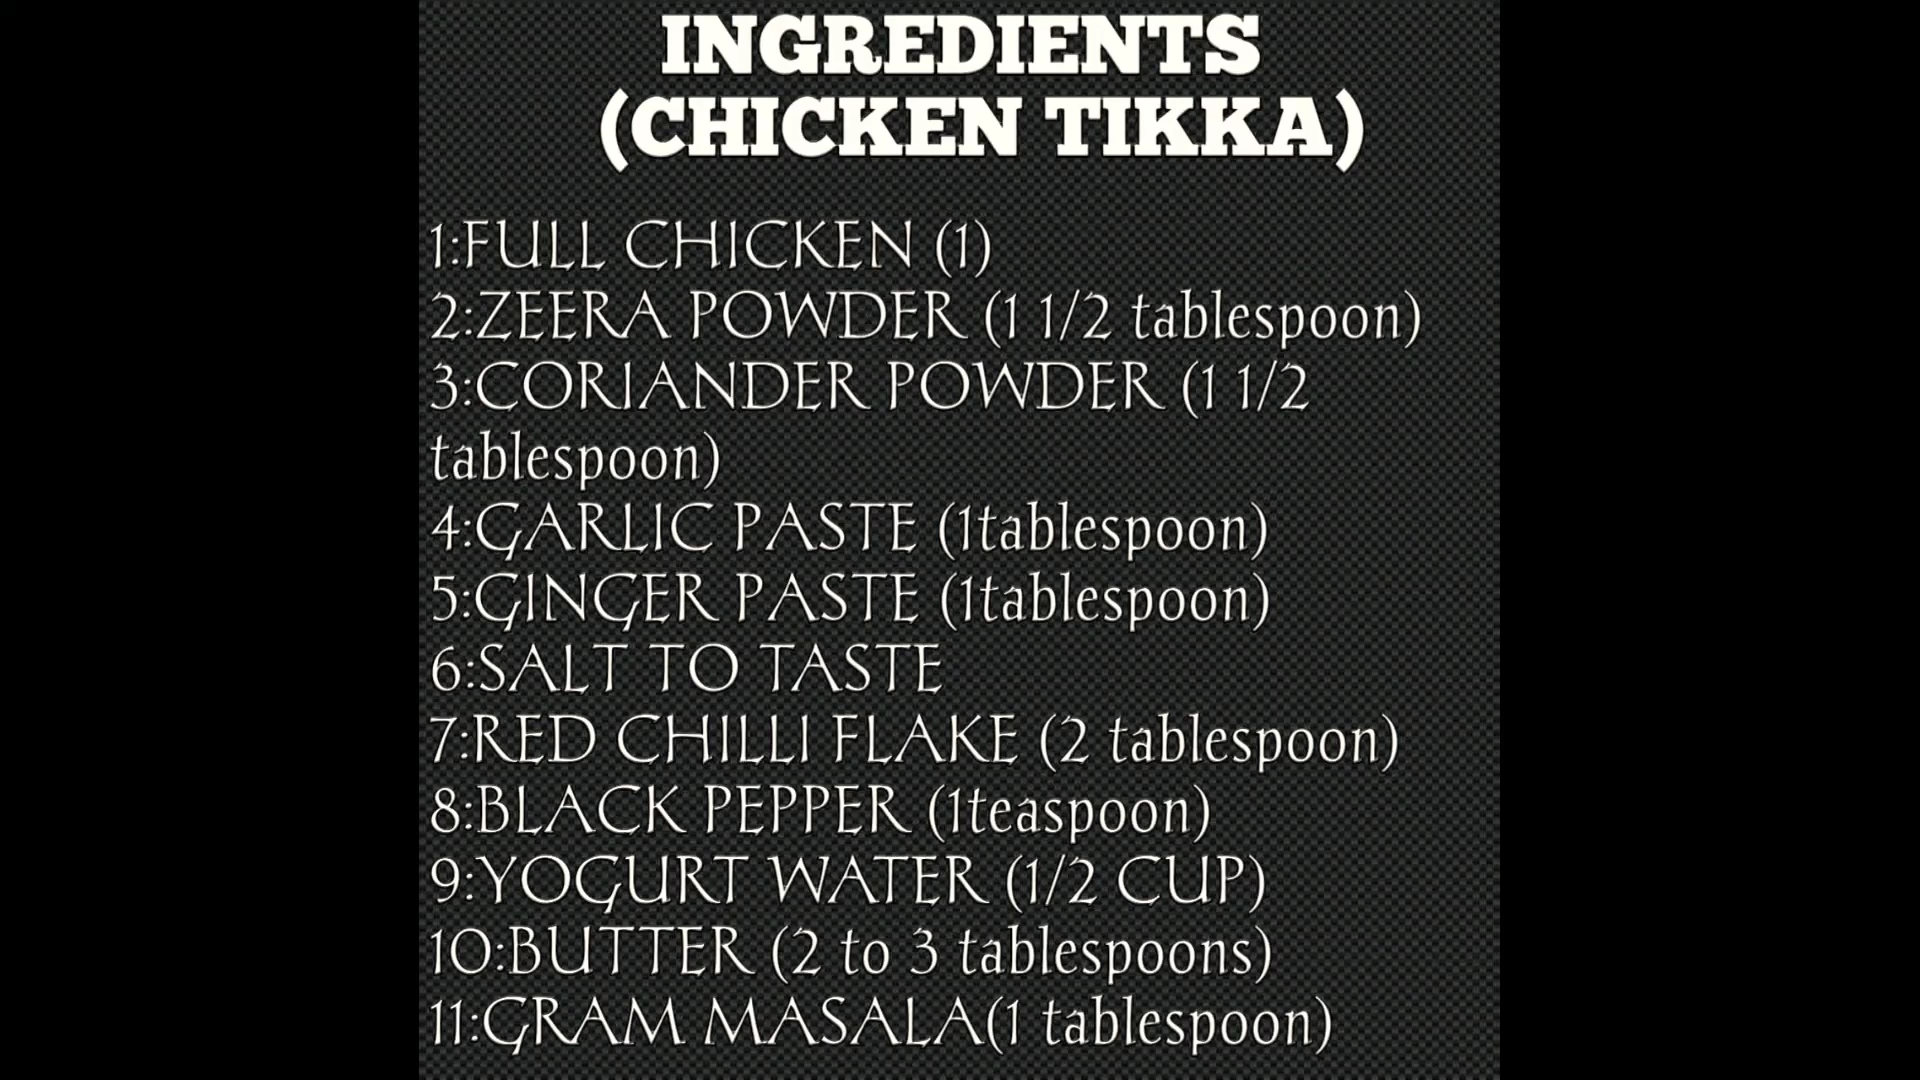 INGREDIENTS
(CHICKEN TIKKA)
1:FULL CHICKEN (1)
2:ZEERA POWDER (1 1/2 tablespoon)
3:CORIANDER POWDER (1 1/2
tablespoon)
4:GARLIC PASTE (1tablespoon)
5:GINGER PASTE (1tablespoon)
6:SALT TO TASTE
7:RED CHILLI FLAKE (2 tablespoon)
8:BLACK PEPPER (1teaspoon)
9:YOGURT WATER (1/2 CUP)
10:BUTTER (2 to 3 tablespoons)
11:GRAM MASALA(1 tablespoon)